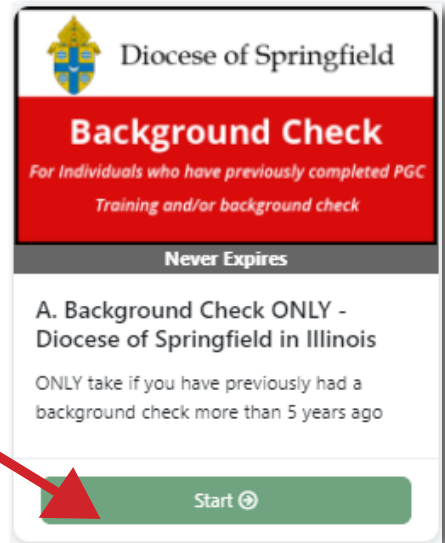 Diocese of Springfield
Background Check
For Individuals who have previously completed PGC
Training and/or background check
Never Expires
A. Background Check ONLY -
Diocese of Springfield in Illinois
ONLY take if you have previously had a
background check more than 5 years ago
Start